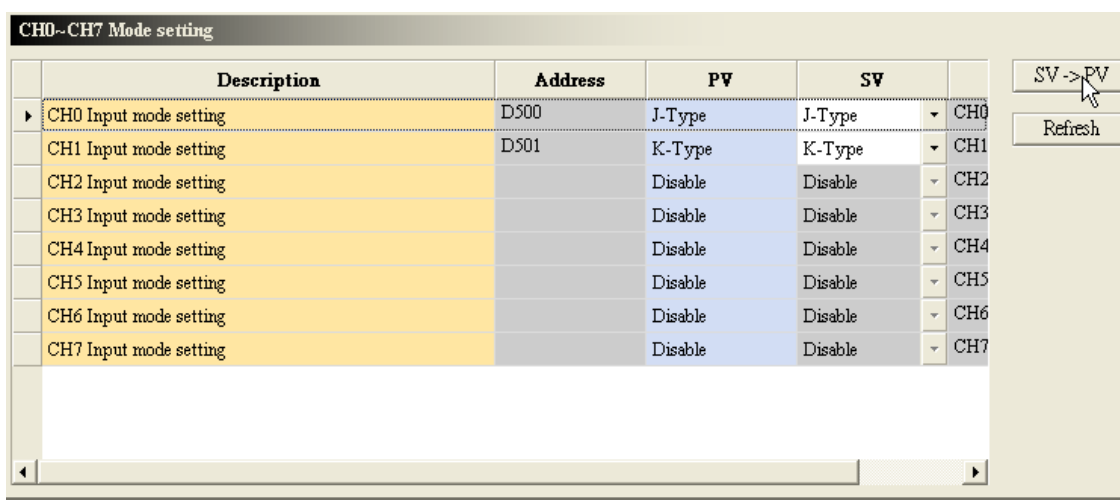 CH0~CH7 Mode setting
Description Address PV SV
CH0 Input mode setting D500 J-Type J-Type CH0
CH1 Input mode setting D501 K-Type K-Type CH1
CH2 Input mode setting Disable Disable CH2
CH3 Input mode setting Disable Disable CH3
CH4 Input mode setting Disable Disable CH4
CH5 Input mode setting Disable Disable CH5
CH6 Input mode setting Disable Disable CH6
CH7 Input mode setting Disable Disable CH7
SV->PV
Refresh